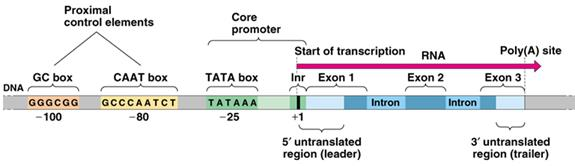 Proximal
control elements
Core
promoter
Start of transcription
RNA
Poly(A) site
DNA
GC box
CAAT box
TATA box
Inr
Exon 1
Exon 2
Exon 3
GGGCGG
GCCCAATCT
TATAAA
Intron
Intron
−100
−80
−25
+1
5′ untranslated
region (leader)
3′ untranslated
region (trailer)